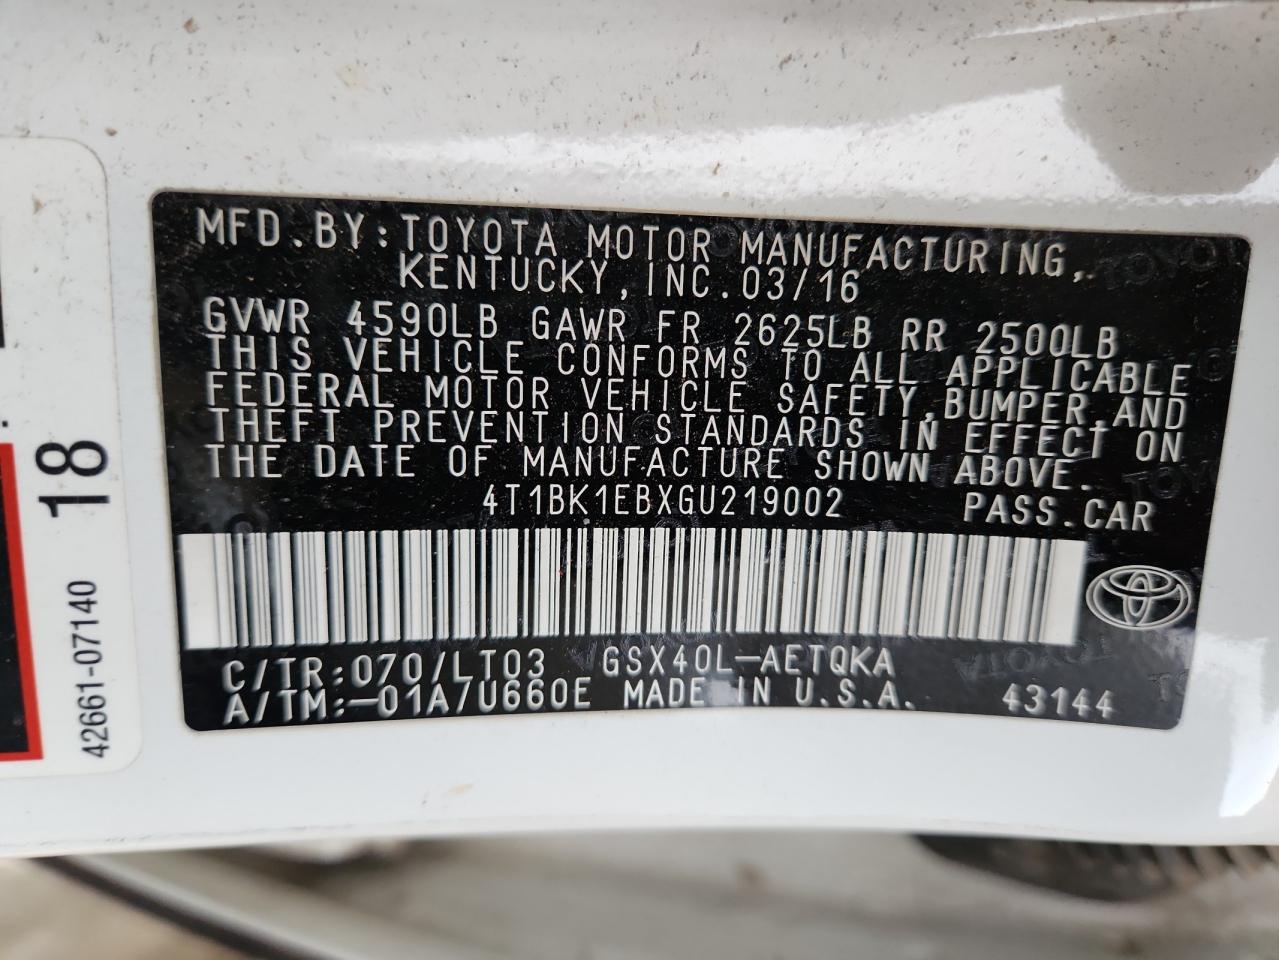 MFD.BY:TOYOTA MOTOR MANUFACTURING,
KENTUCKY, INC. 03/16
GVWR 4590LB GAWR FR 2625LB RR 2500LB
THIS VEHICLE CONFORMS TO ALL APPLICABLE
FEDERAL MOTOR VEHICLE SAFETY, BUMPER, AND
THEFT PREVENTION STANDARDS IN EFFECT ON
THE DATE OF MANUFACTURE SHOWN ABOVE.
4T1BK1EBXGU219002 PASS.CAR
C/TR:070/LT03 GSX40L-AETQKA
A/TM:-01A/U660E MADE IN U.S.A. 43144
18
42661-07140